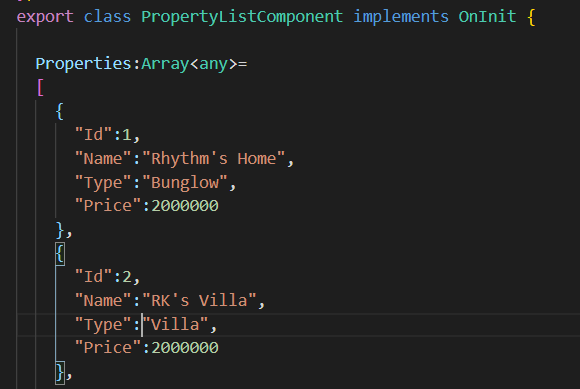 export class PropertyListComponent implements OnInit {
Properties:Array<any>=
[
{
"Id":1,
"Name":"Rhythm's Home",
"Type":"Bunglow",
"Price":2000000
},
{
"Id":2,
"Name":"RK's Villa",
"Type":"Villa",
"Price":2000000
},